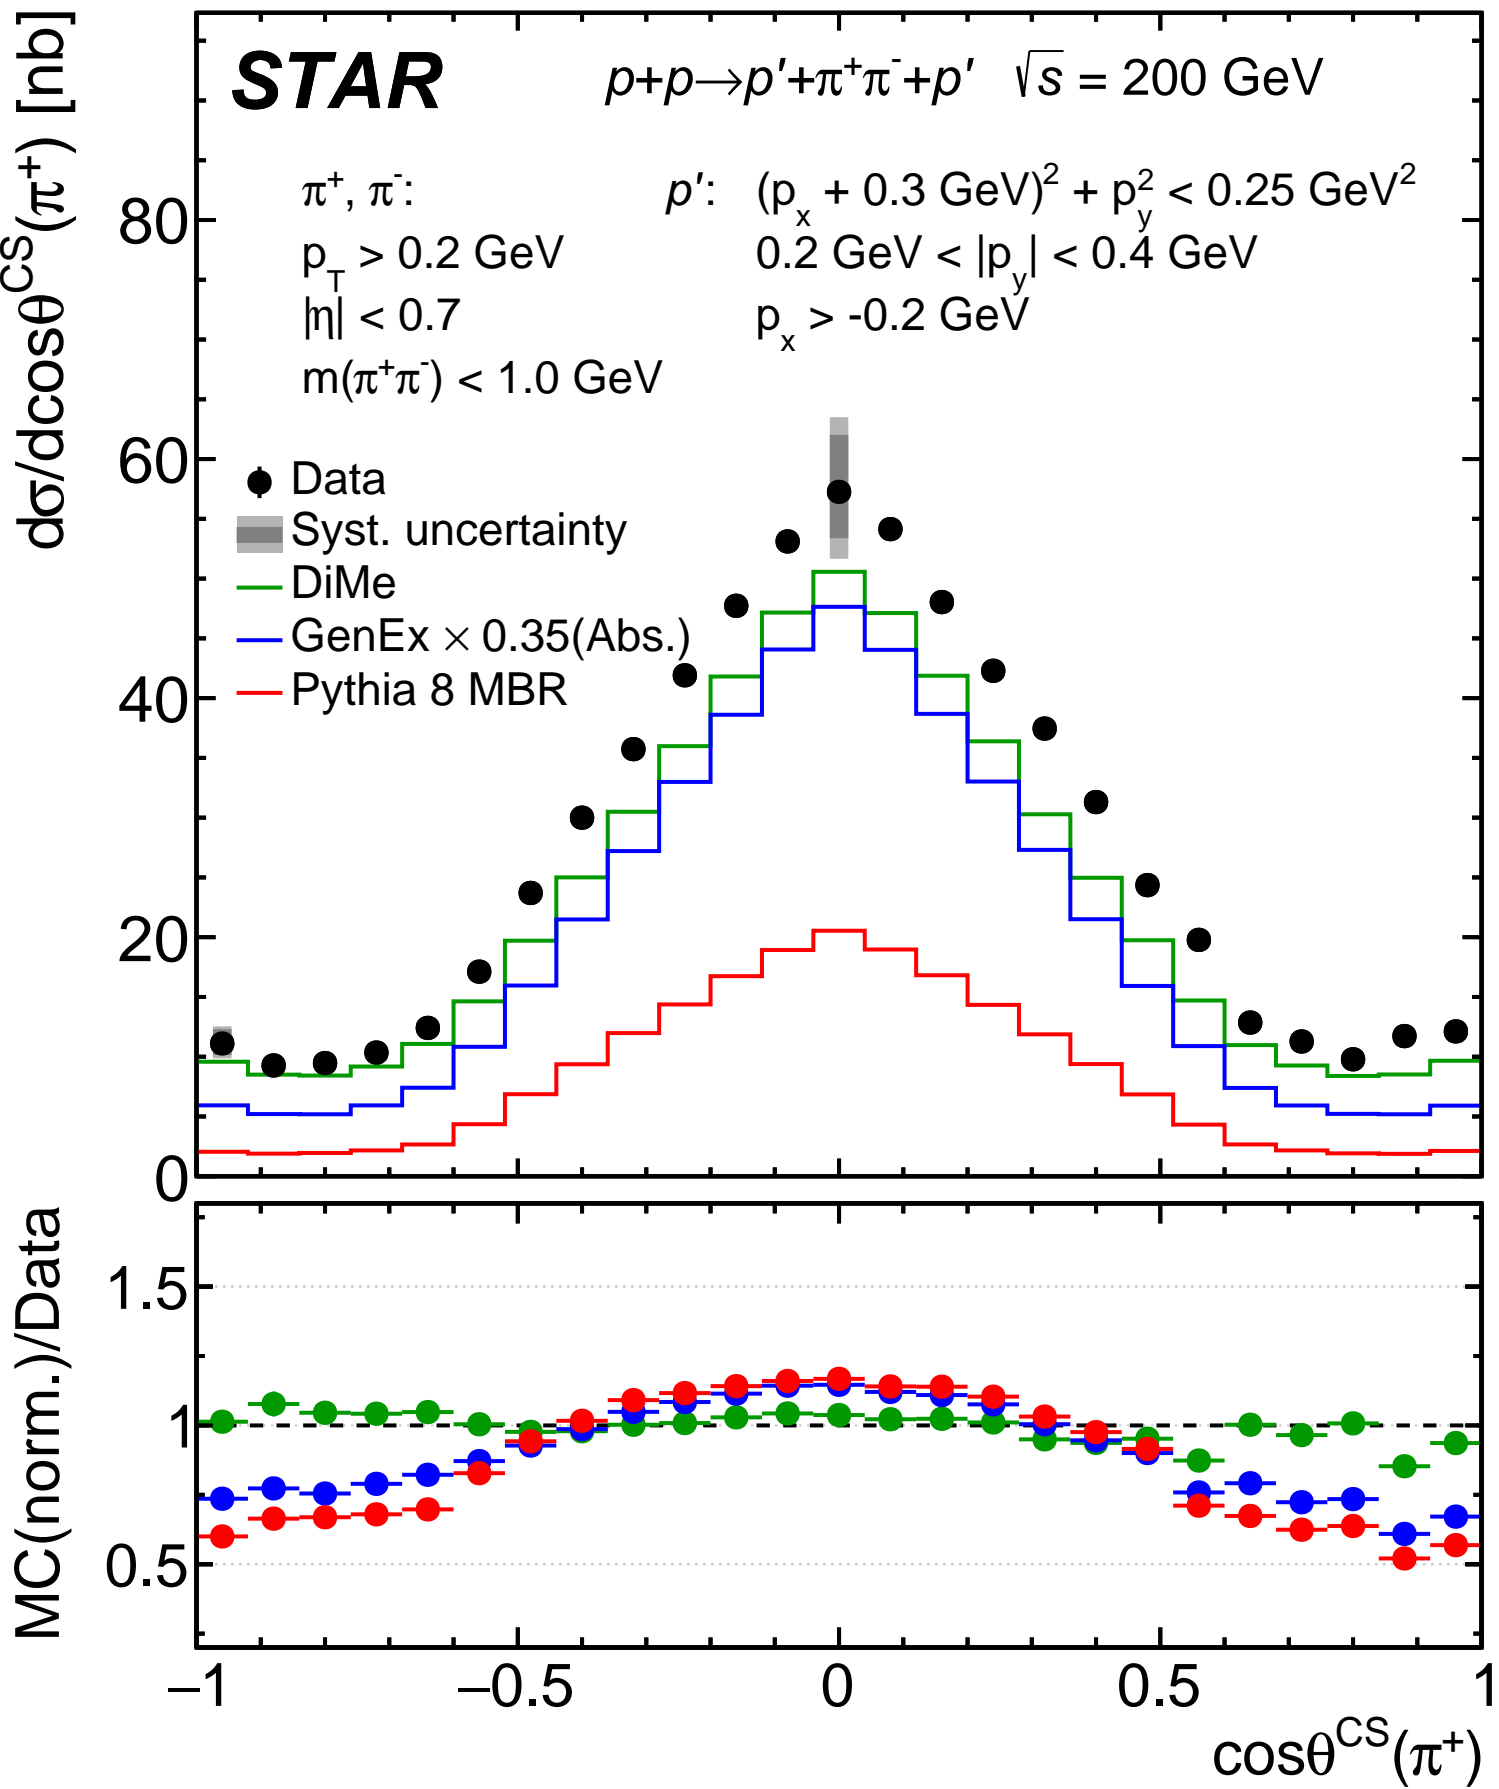 STAR p+p→p′+π⁺π⁻+p′ √s = 200 GeV
π⁺, π⁻: p′: (pₓ + 0.3 GeV)² + p_y² < 0.25 GeV²
p_T > 0.2 GeV 0.2 GeV < |p_y| < 0.4 GeV
|η| < 0.7 pₓ > -0.2 GeV
m(π⁺π⁻) < 1.0 GeV
Data
Syst. uncertainty
DiMe
GenEx × 0.35(Abs.)
Pythia 8 MBR
dσ/dcosθ^CS(π⁺) [nb]
80
60
40
20
0
MC(norm.)/Data
1.5
1
0.5
−1 −0.5 0 0.5 1
cosθ^CS(π⁺)